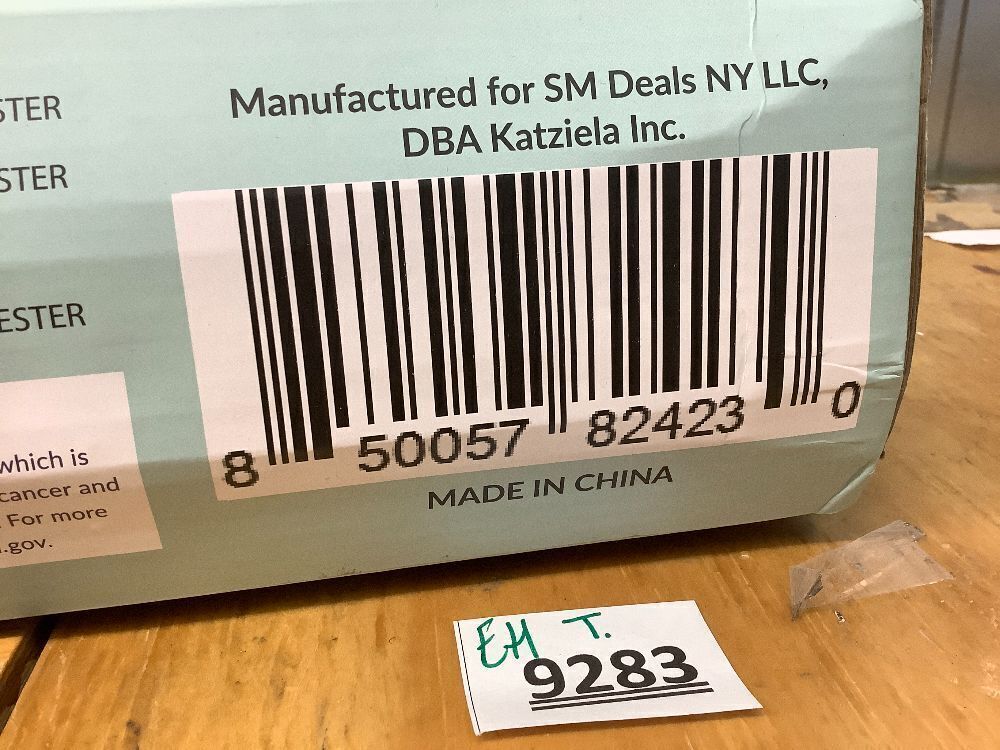 STER
STER
ESTER
which is
cancer and
. For more
.gov.
Manufactured for SM Deals NY LLC,
DBA Katziela Inc.
8 50057 82423 0
MADE IN CHINA
EH T.
9283